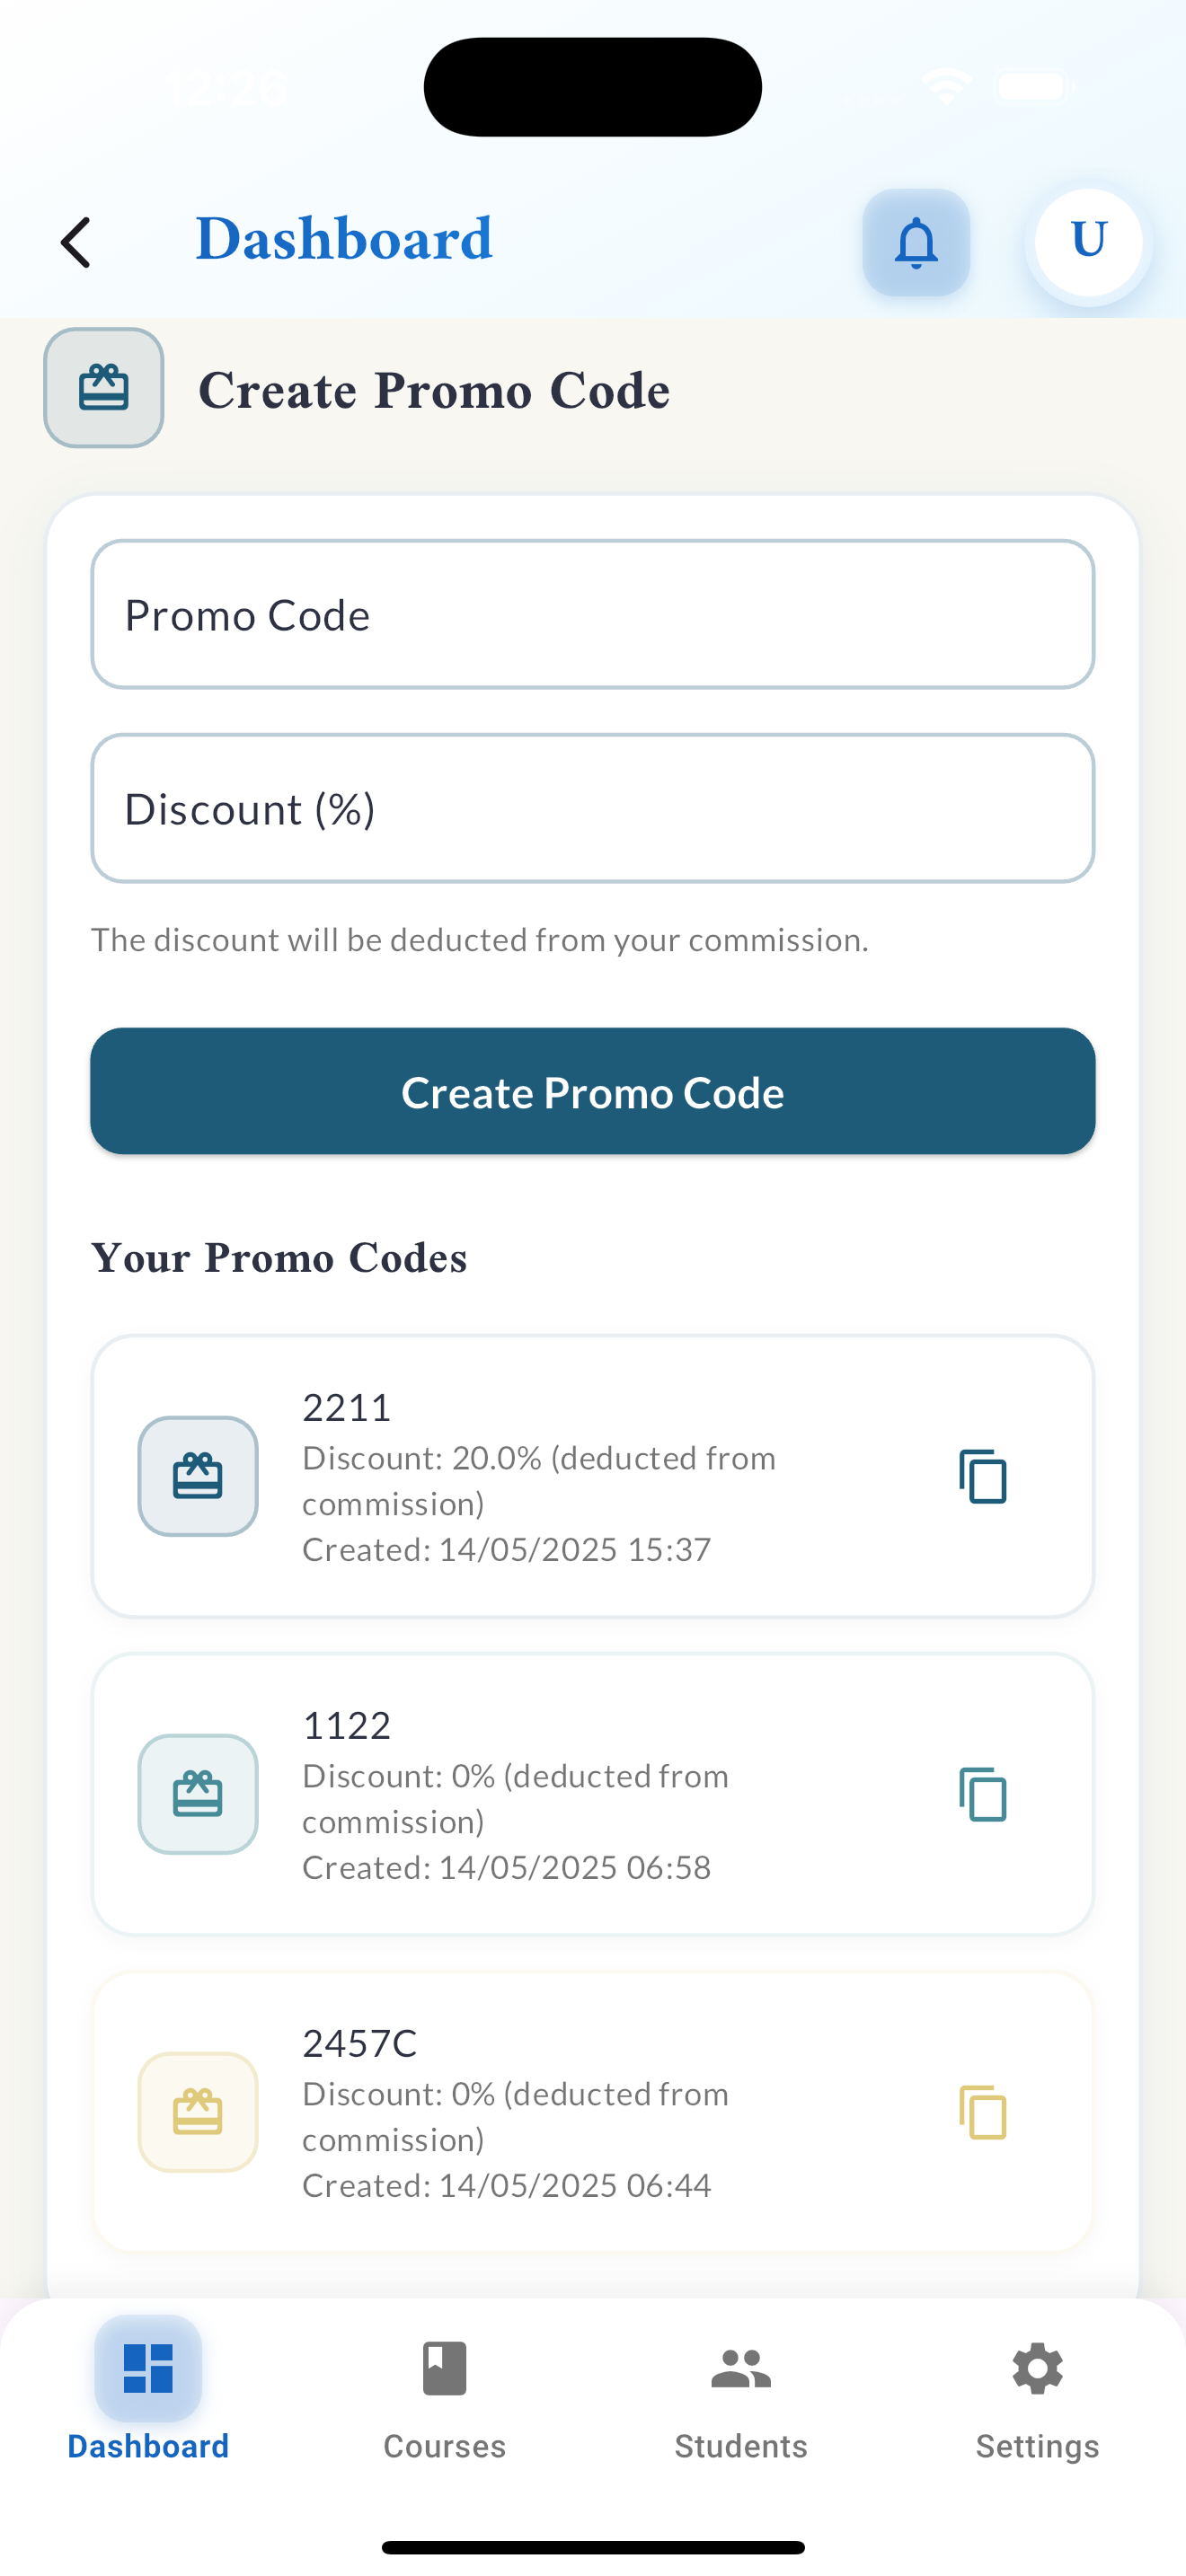 12:26
Dashboard
U
Create Promo Code
Promo Code
Discount (%)
The discount will be deducted from your commission.
Create Promo Code
Your Promo Codes
2211
Discount: 20.0% (deducted from
commission)
Created: 14/05/2025 15:37
1122
Discount: 0% (deducted from
commission)
Created: 14/05/2025 06:58
2457C
Discount: 0% (deducted from
commission)
Created: 14/05/2025 06:44
Dashboard
Courses
Students
Settings